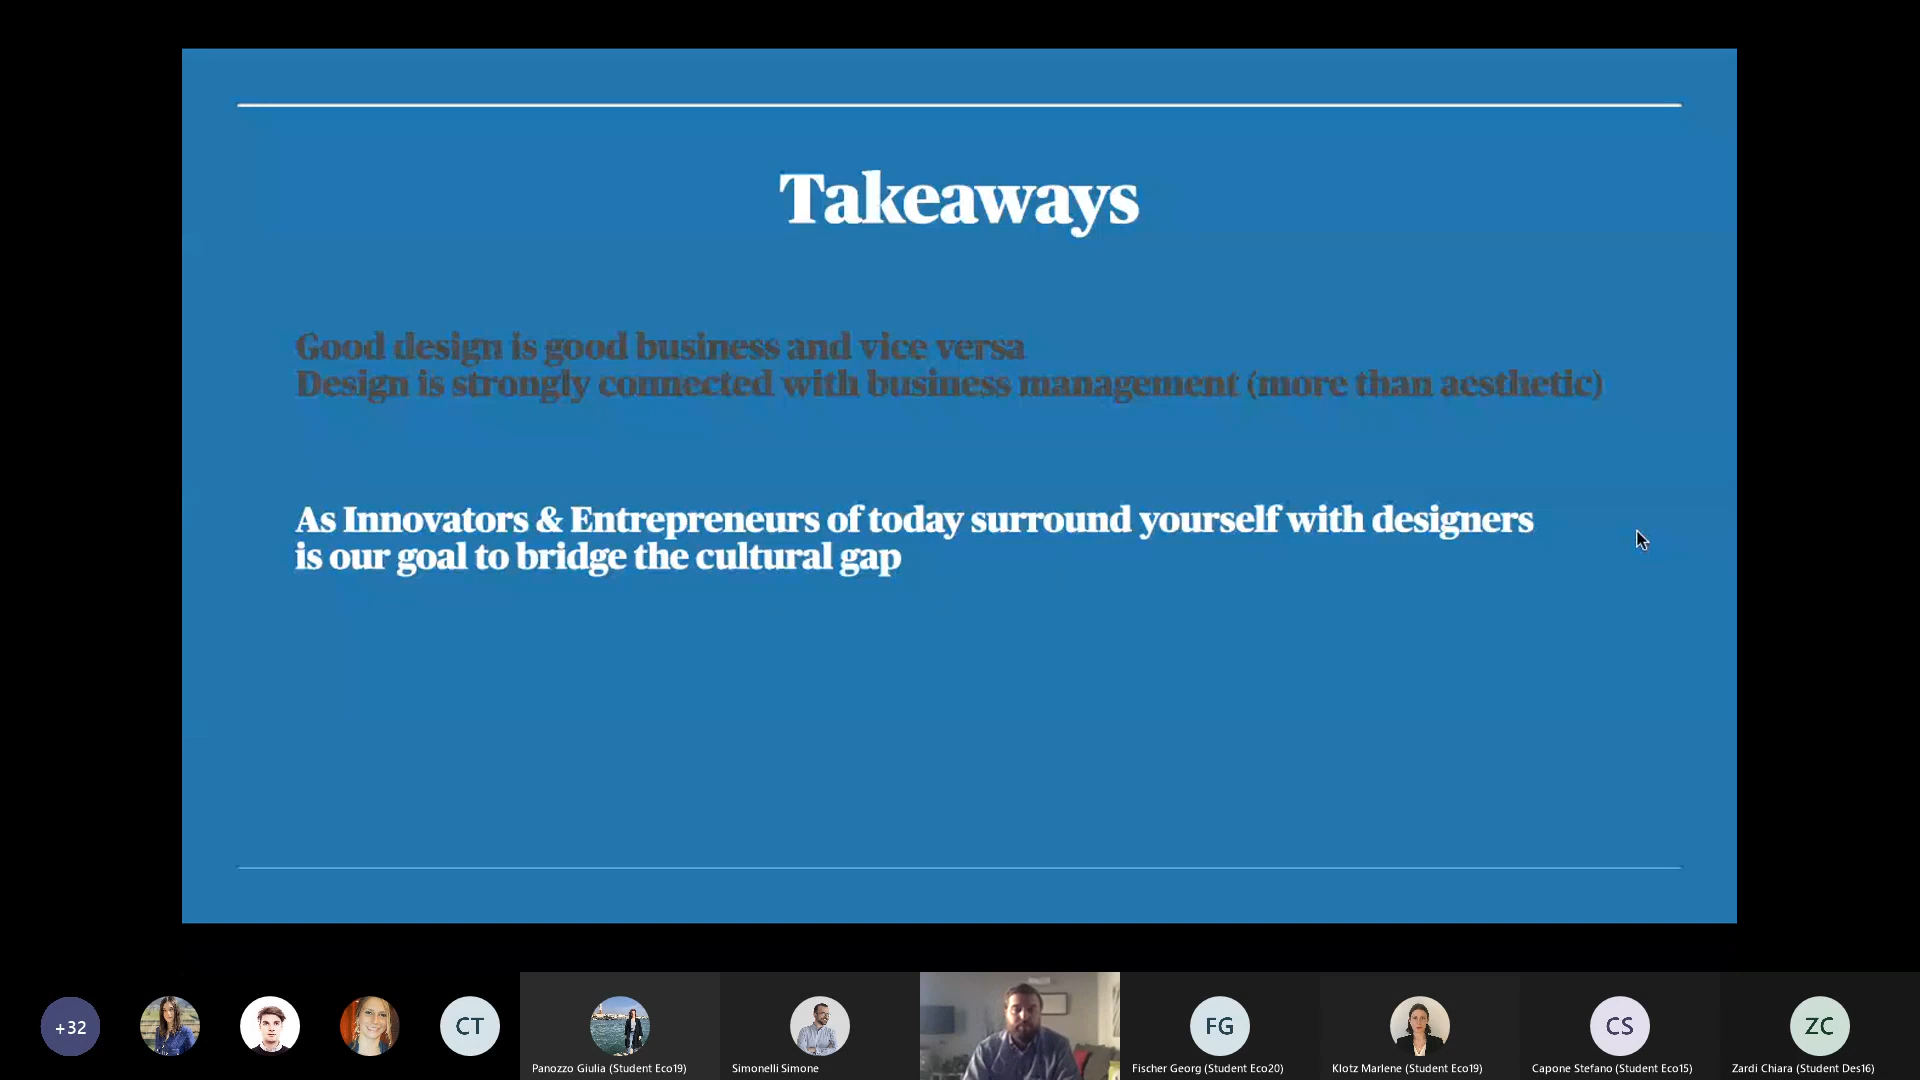 Takeaways
Good design is good business and vice versa
Design is strongly connected with business management (more than aesthetic)
As Innovators & Entrepreneurs of today surround yourself with designers
is our goal to bridge the cultural gap
+32
CT
FG
CS
ZC
Panozzo Giulia (Student Eco19)
Simonelli Simone
Fischer Georg (Student Eco20)
Klotz Marlene (Student Eco19)
Capone Stefano (Student Eco15)
Zardi Chiara (Student Des16)